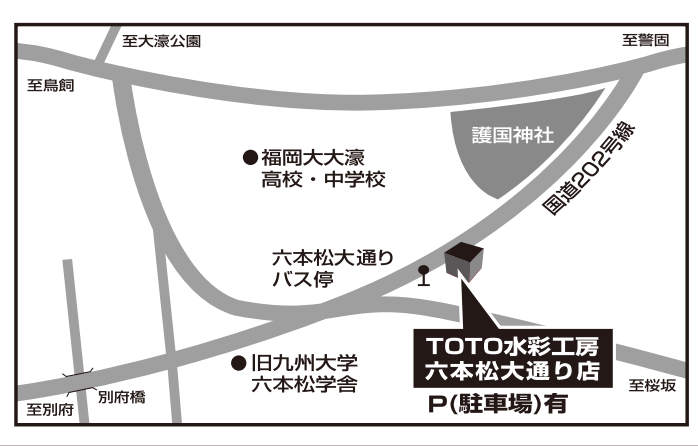 至大濠公園
至警固
至鳥飼
護国神社
●福岡大大濠
高校・中学校
国道202号線
六本松大通り
バス停
TOTO水彩工房
六本松大通り店
P(駐車場)有
●旧九州大学
六本松学舎
至桜坂
別府橋
至別府